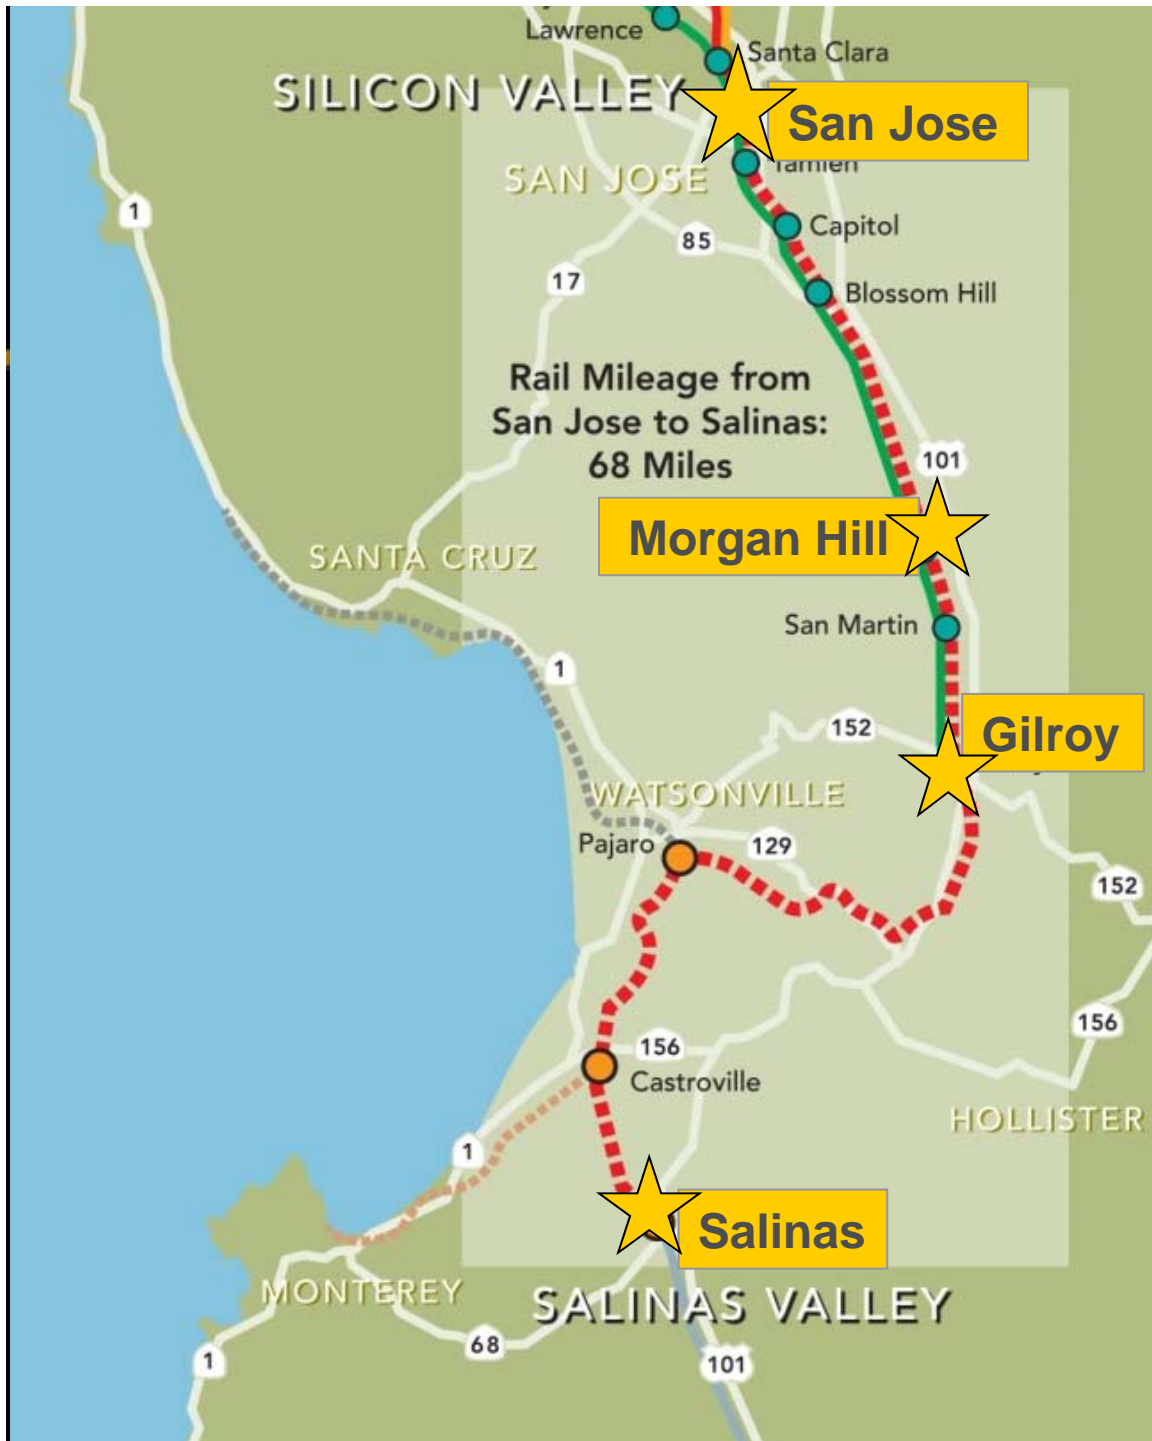 Lawrence
Santa Clara
SILICON VALLEY
San Jose
SAN JOSE
Tamien
1
Capitol
85
17
Blossom Hill
Rail Mileage from
San Jose to Salinas:
68 Miles
101
Morgan Hill
SANTA CRUZ
San Martin
1
Gilroy
152
WATSONVILLE
Pajaro
129
152
156
156
Castroville
HOLLISTER
1
Salinas
MONTEREY
SALINAS VALLEY
68
1
101